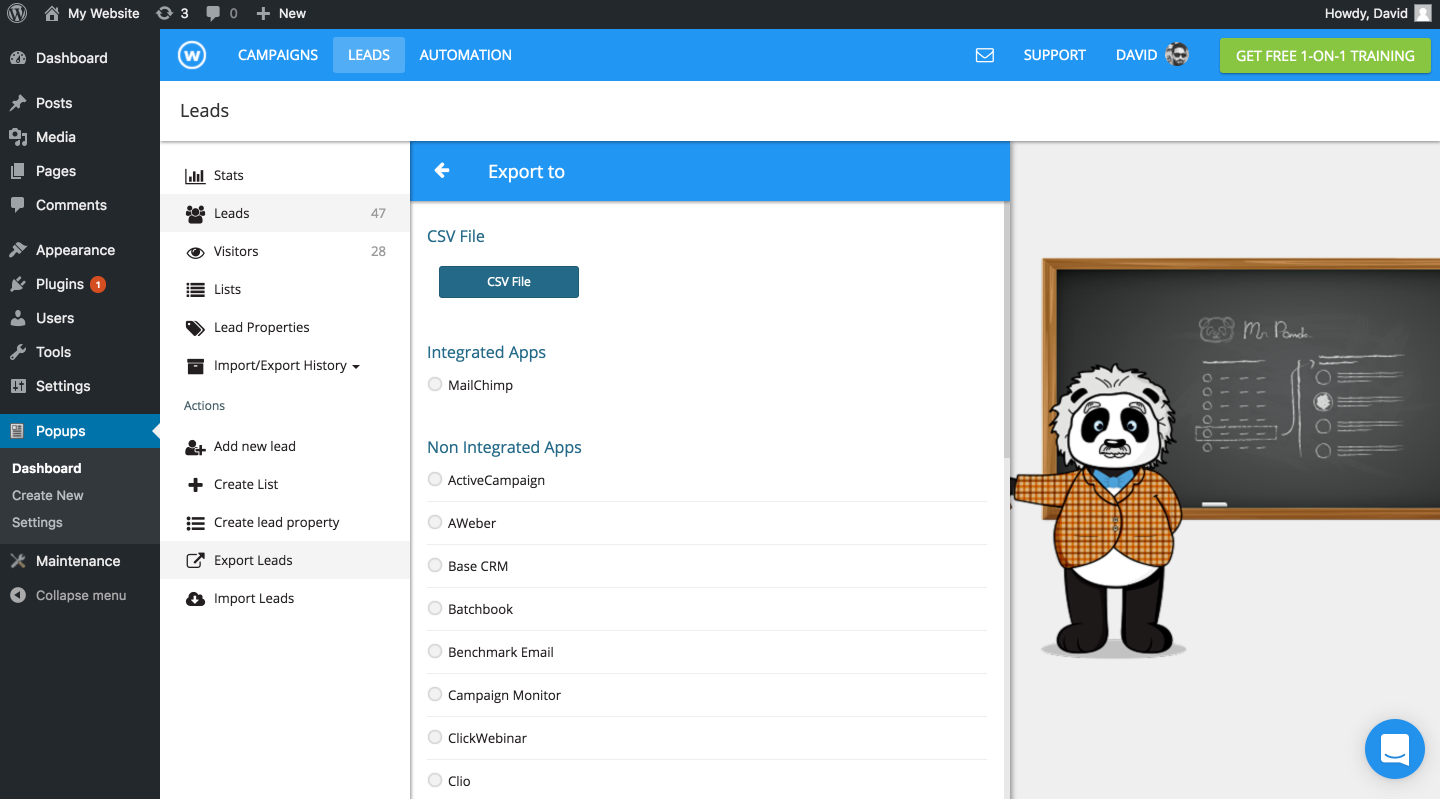 My Website 3 0 New Howdy, David
Dashboard
Posts
Media
Pages
Comments
Appearance
Plugins 1
Users
Tools
Settings
Popups
Dashboard
Create New
Settings
Maintenance
Collapse menu
W CAMPAIGNS LEADS AUTOMATION SUPPORT DAVID GET FREE 1-ON-1 TRAINING
Leads
Stats
Leads 47
Visitors 28
Lists
Lead Properties
Import/Export History
Actions
Add new lead
Create List
Create lead property
Export Leads
Import Leads
Export to
CSV File
CSV File
Integrated Apps
MailChimp
Non Integrated Apps
ActiveCampaign
AWeber
Base CRM
Batchbook
Benchmark Email
Campaign Monitor
ClickWebinar
Clio
Mr.